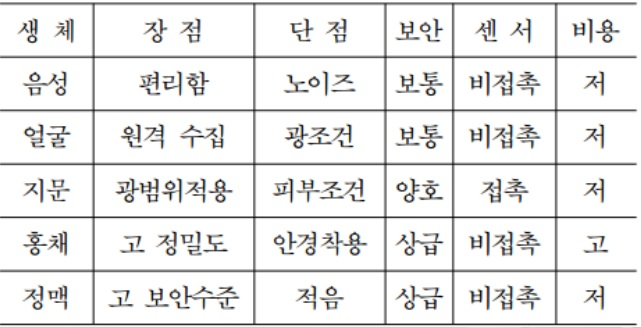 생 체 장 점 단 점 보안 센 서 비용
음성 편리함 노이즈 보통 비접촉 저
얼굴 원격 수집 광조건 보통 비접촉 저
지문 광범위적용 피부조건 양호 접촉 저
홍채 고 정밀도 안경착용 상급 비접촉 고
정맥 고 보안수준 적음 상급 비접촉 저